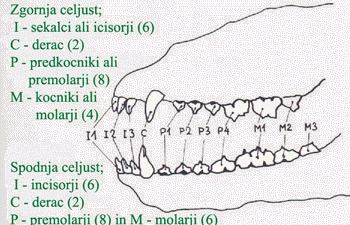 Zgornja celjust;
I - sekalci ali icisorji (6)
C - derac (2)
P - predkocniki ali
premolarji (8)
M - kocniki ali
molarji (4)
I1 I2 I3 C P1 P2 P3 P4 M1 M2 M3
Spodnja celjust;
I - incisorji (6)
C - derac (2)
P - premolarji (8) in M - molarji (6)